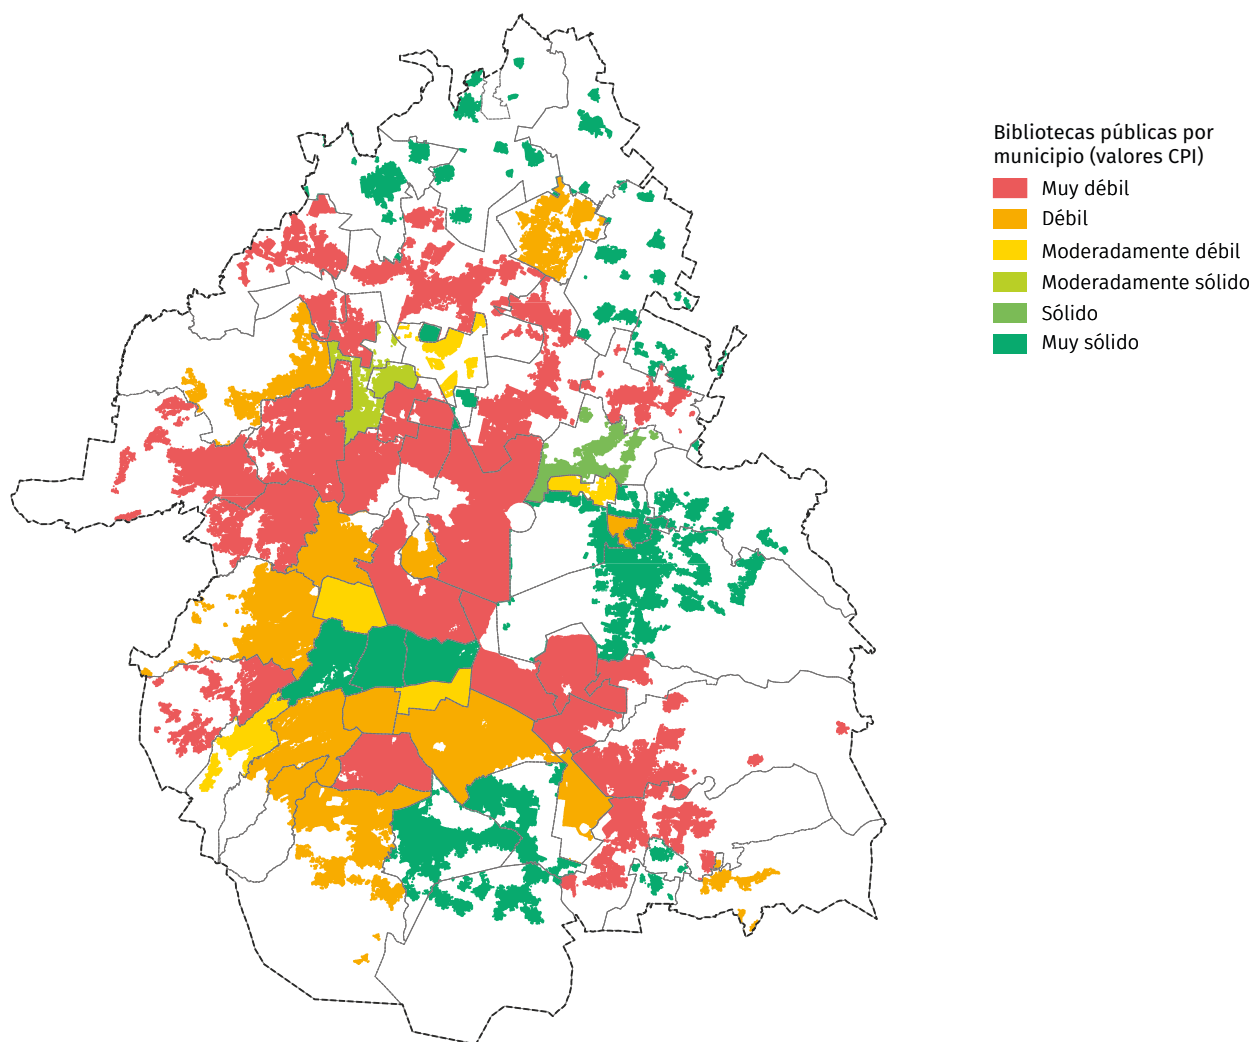 Bibliotecas públicas por
municipio (valores CPI)
Muy débil
Débil
Moderadamente débil
Moderadamente sólido
Sólido
Muy sólido